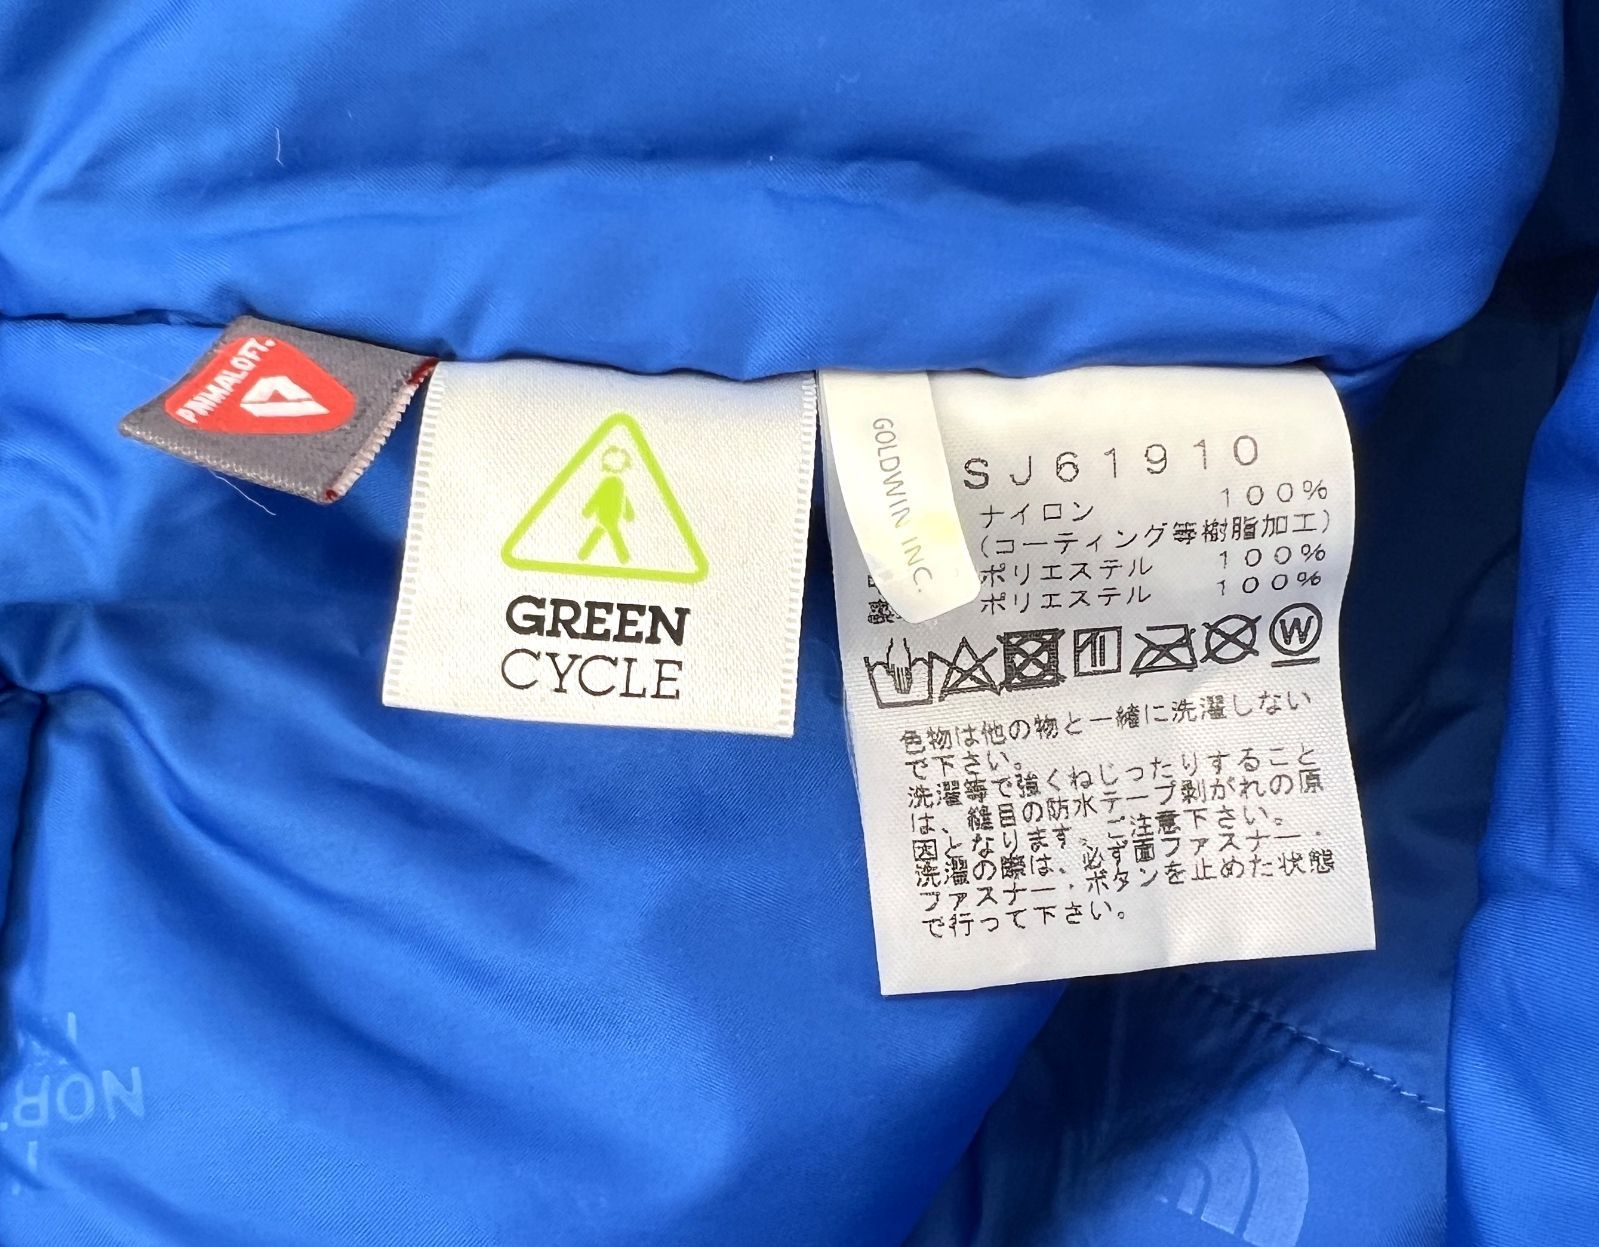 PRIMALOFT.
GREEN
CYCLE
GOLDWIN INC.
SJ61910
ナイロン 100%
(コーティング等樹脂加工)
ポリエステル 100%
ポリエステル 100%
W
色物は他の物と一緒に洗濯しない
で下さい。
洗濯等で強くねじったりすること
は、縫目の防水テープ剥がれの原
因となります。ご注意下さい。
洗濯の際は、必ず面ファスナー・
ファスナー・ボタンを止めた状態
で行って下さい。
NOR